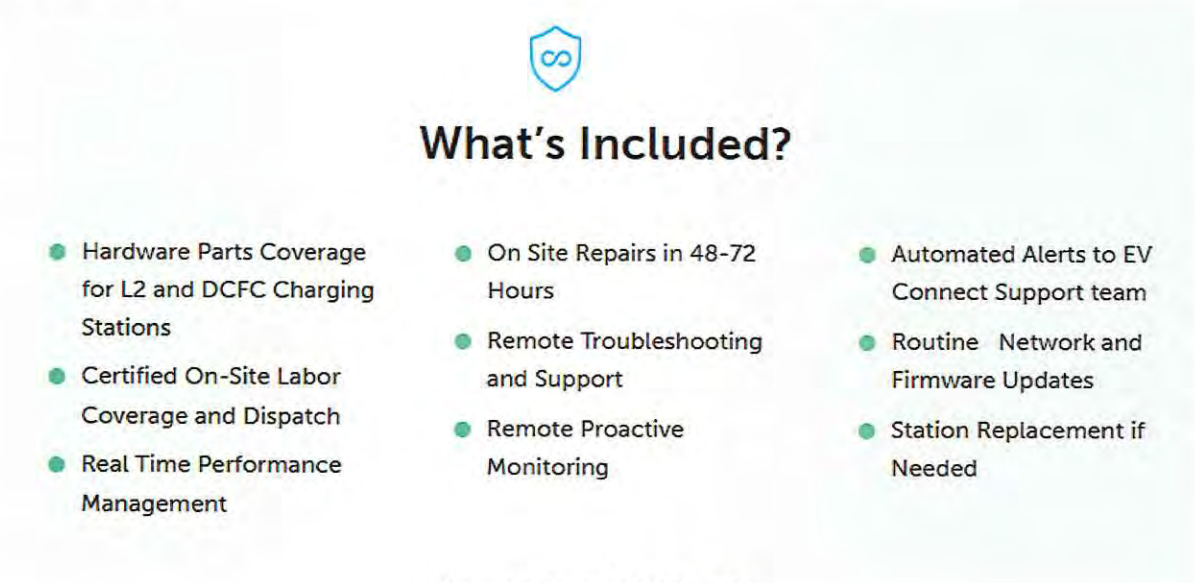 What's Included?
Hardware Parts Coverage
for L2 and DCFC Charging
Stations
Certified On-Site Labor
Coverage and Dispatch
Real Time Performance
Management
On Site Repairs in 48-72
Hours
Remote Troubleshooting
and Support
Remote Proactive
Monitoring
Automated Alerts to EV
Connect Support team
Routine Network and
Firmware Updates
Station Replacement if
Needed